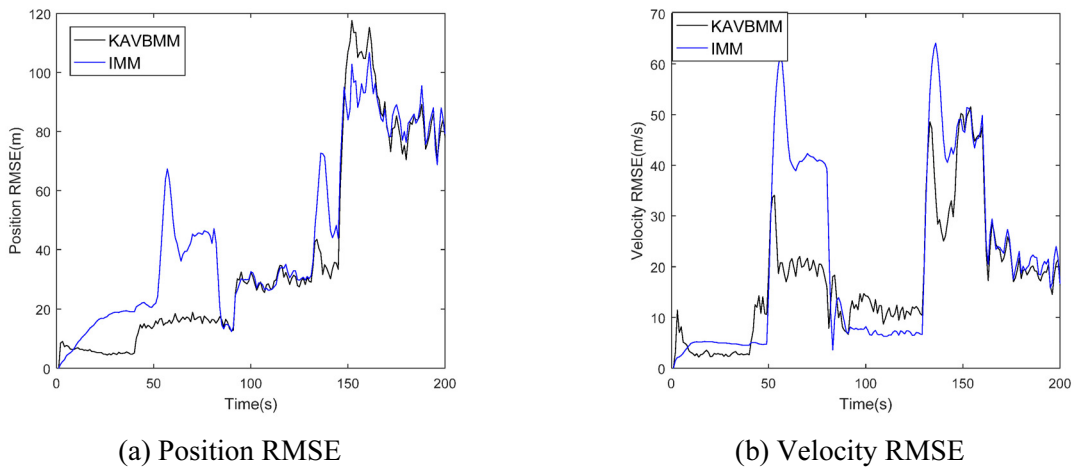 KAVBMM
IMM
Position RMSE(m)
120
100
80
60
40
20
0
0
50
100
150
200
Time(s)
(a) Position RMSE
KAVBMM
IMM
Velocity RMSE(m/s)
70
60
50
40
30
20
10
0
0
50
100
150
200
Time(s)
(b) Velocity RMSE